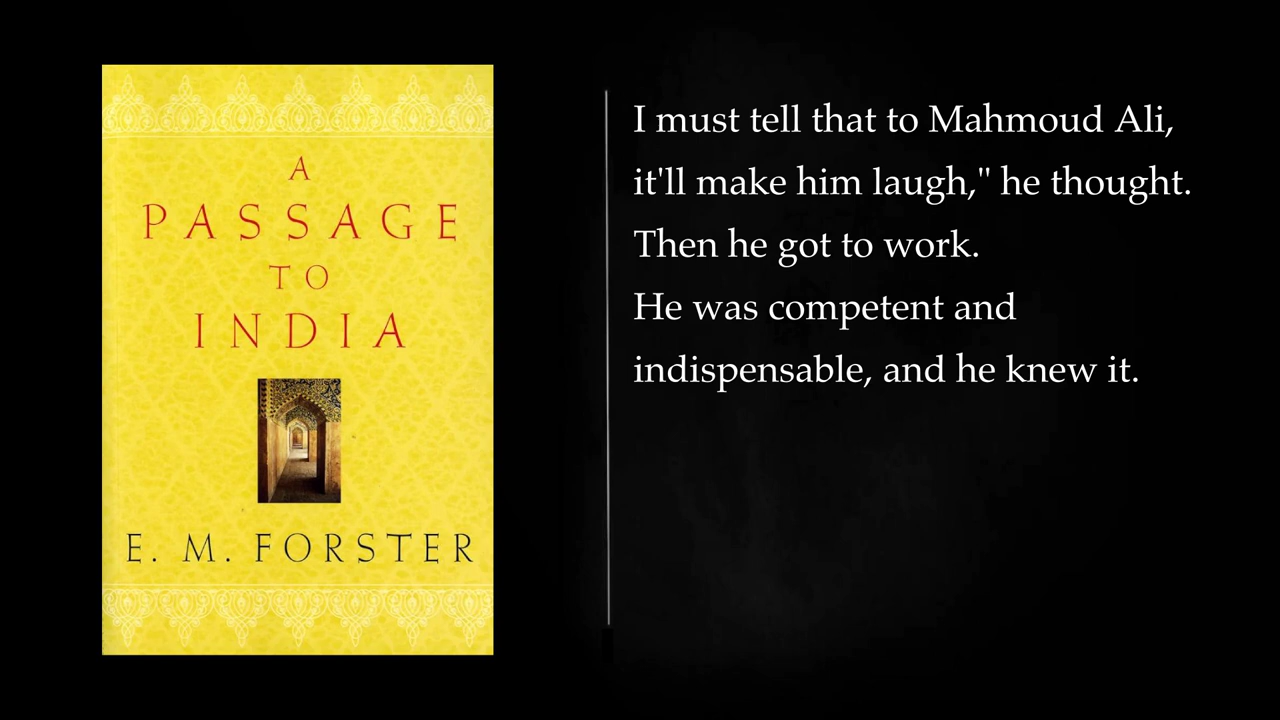 A
PASSAGE
TO
INDIA
E. M. FORSTER
I must tell that to Mahmoud Ali,
it'll make him laugh," he thought.
Then he got to work.
He was competent and
indispensable, and he knew it.